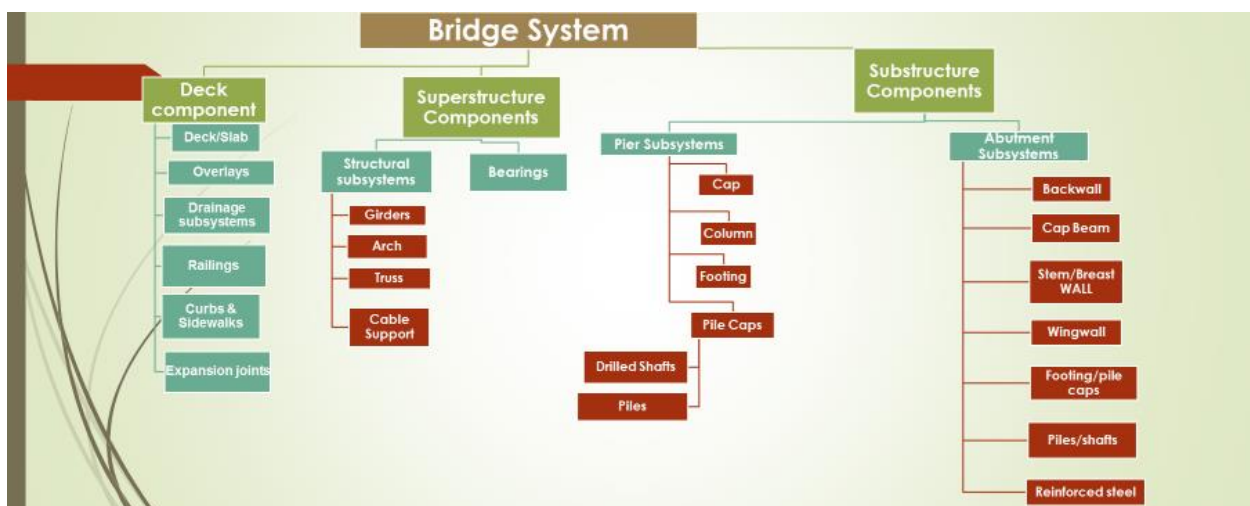 Bridge System
Deck
component
Deck/Slab
Overlays
Drainage
subsystems
Railings
Curbs &
Sidewalks
Expansion joints
Superstructure
Components
Structural
subsystems
Girders
Arch
Truss
Cable
Support
Bearings
Substructure
Components
Pier Subsystems
Cap
Column
Footing
Pile Caps
Drilled Shafts
Piles
Abutment
Subsystems
Backwall
Cap Beam
Stem/Breast
WALL
Wingwall
Footing/pile
caps
Piles/shafts
Reinforced steel